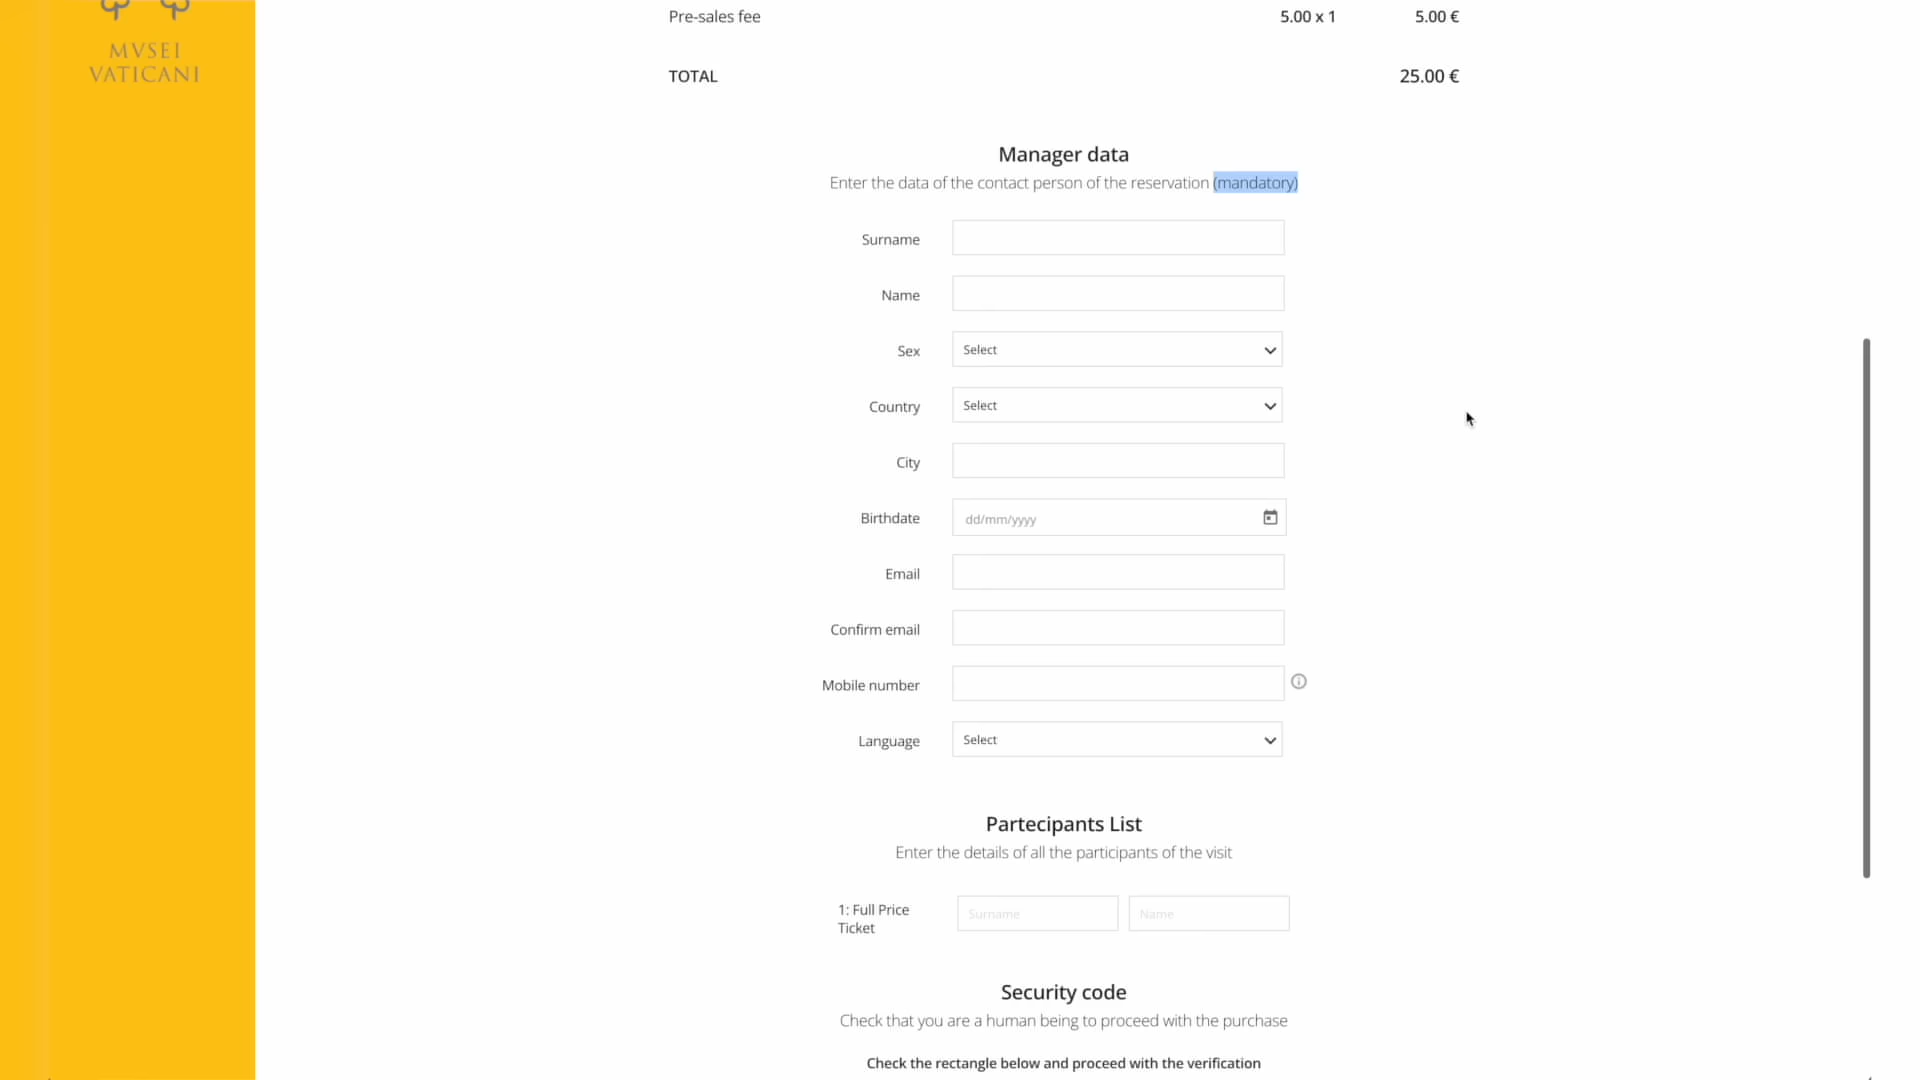 MVSEI
VATICANI
Pre-sales fee 5.00 x 1 5.00 €
TOTAL 25.00 €
Manager data
Enter the data of the contact person of the reservation (mandatory)
Surname
Name
Sex Select
Country Select
City
Birthdate dd/mm/yyyy
Email
Confirm email
Mobile number
Language Select
Partecipants List
Enter the details of all the participants of the visit
1: Full Price
Ticket
Surname Name
Security code
Check that you are a human being to proceed with the purchase
Check the rectangle below and proceed with the verification